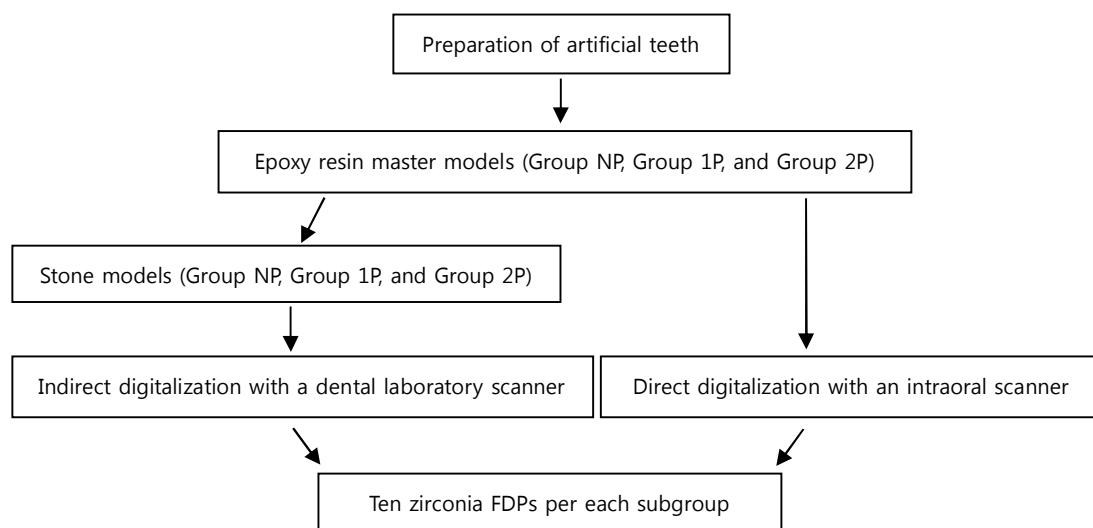 Preparation of artificial teeth
Epoxy resin master models (Group NP, Group 1P, and Group 2P)
Stone models (Group NP, Group 1P, and Group 2P)
Indirect digitalization with a dental laboratory scanner
Direct digitalization with an intraoral scanner
Ten zirconia FDPs per each subgroup